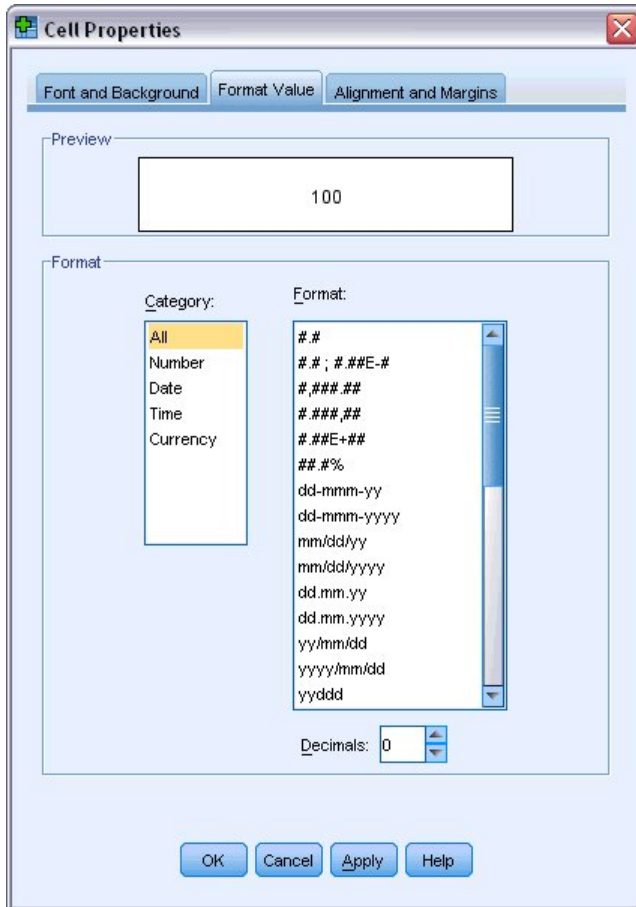 Cell Properties
Font and Background
Format Value
Alignment and Margins
Preview
100
Format
Category:
All
Number
Date
Time
Currency
Format:
#.#
#.# ; #.##E-#
#,###.##
#.###,##
#.##E+##
##.#%
dd-mmm-yy
dd-mmm-yyyy
mm/dd/yy
mm/dd/yyyy
dd.mm.yy
dd.mm.yyyy
yy/mm/dd
yyyy/mm/dd
yyddd
Decimals: 0
OK Cancel Apply Help